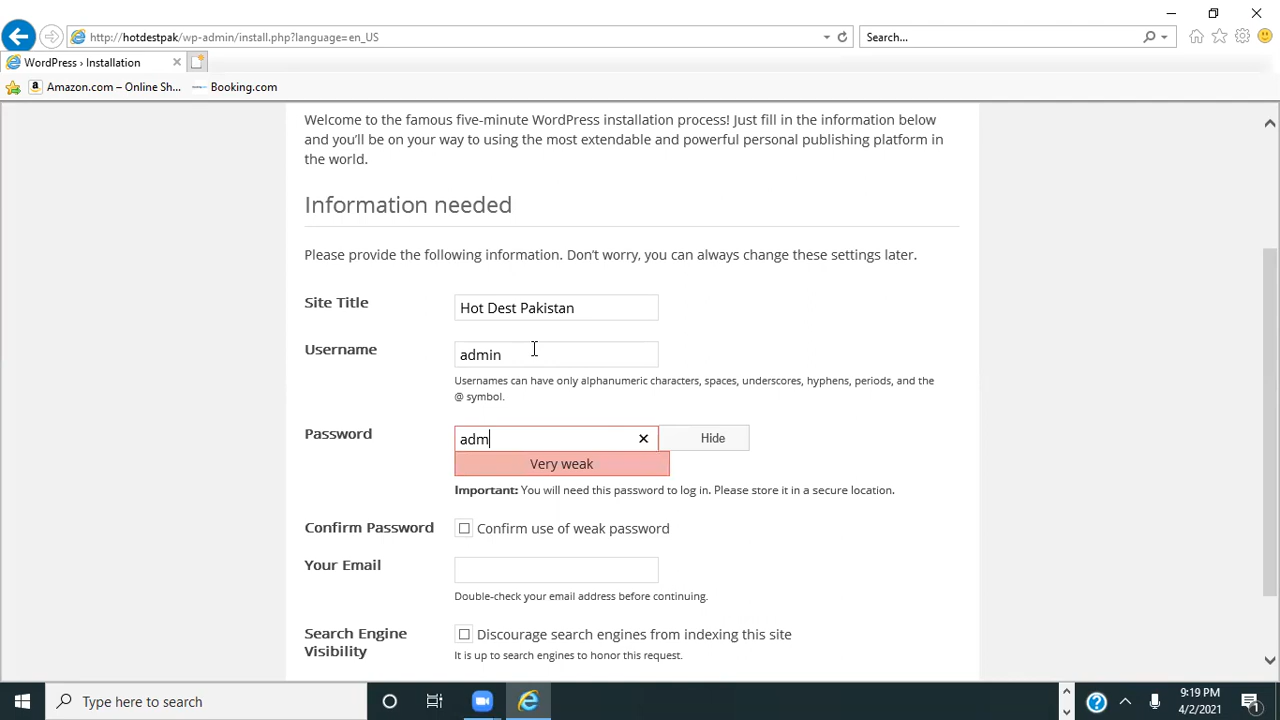 http://hotdestpak/wp-admin/install.php?language=en_US
Search...
WordPress › Installation
Amazon.com – Online Sh...
Booking.com
Welcome to the famous five-minute WordPress installation process! Just fill in the information below
and you'll be on your way to using the most extendable and powerful personal publishing platform in
the world.
Information needed
Please provide the following information. Don't worry, you can always change these settings later.
Site Title
Hot Dest Pakistan
Username
admin
Usernames can have only alphanumeric characters, spaces, underscores, hyphens, periods, and the
@ symbol.
Password
adm
Hide
Very weak
Important: You will need this password to log in. Please store it in a secure location.
Confirm Password
Confirm use of weak password
Your Email
Double-check your email address before continuing.
Search Engine
Visibility
Discourage search engines from indexing this site
It is up to search engines to honor this request.
Type here to search
9:19 PM
4/2/2021
1